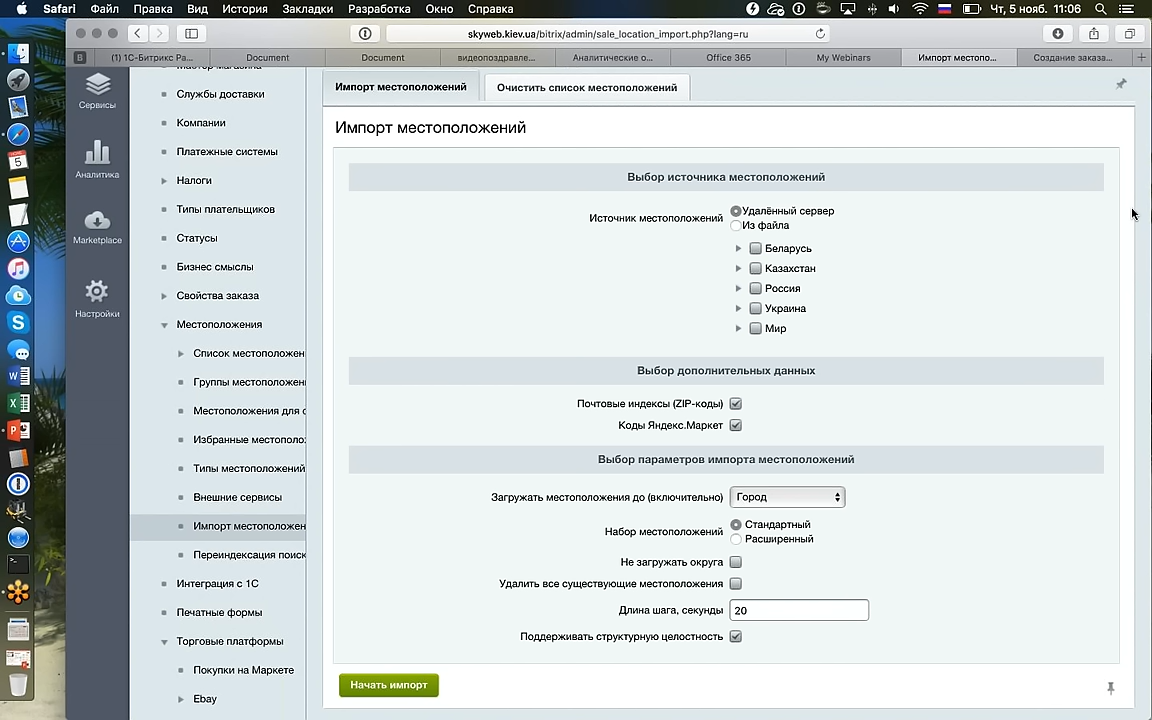 Safari Файл Правка Вид История Закладки Разработка Окно Справка Чт, 5 нояб. 11:06
skyweb.kiev.ua/bitrix/admin/sale_location_import.php?lang=ru
(1) 1С-Битрикс Ра... Document Document видеопоздравле... Аналитические о... Office 365 My Webinars Импорт местопо... Создание заказа...
Сервисы
Аналитика
Marketplace
Настройки
Мастер магазина
Службы доставки
Компании
Платежные системы
Налоги
Типы плательщиков
Статусы
Бизнес смыслы
Свойства заказа
Местоположения
Список местоположен
Группы местоположен
Местоположения для с
Избранные местополо
Типы местоположений
Внешние сервисы
Импорт местоположен
Переиндексация поиск
Интеграция с 1С
Печатные формы
Торговые платформы
Покупки на Маркете
Ebay
Импорт местоположений Очистить список местоположений
Импорт местоположений
Выбор источника местоположений
Источник местоположений Удалённый сервер
Из файла
Беларусь
Казахстан
Россия
Украина
Мир
Выбор дополнительных данных
Почтовые индексы (ZIP-коды)
Коды Яндекс.Маркет
Выбор параметров импорта местоположений
Загружать местоположения до (включительно) Город
Набор местоположений Стандартный
Расширенный
Не загружать округа
Удалить все существующие местоположения
Длина шага, секунды 20
Поддерживать структурную целостность
Начать импорт